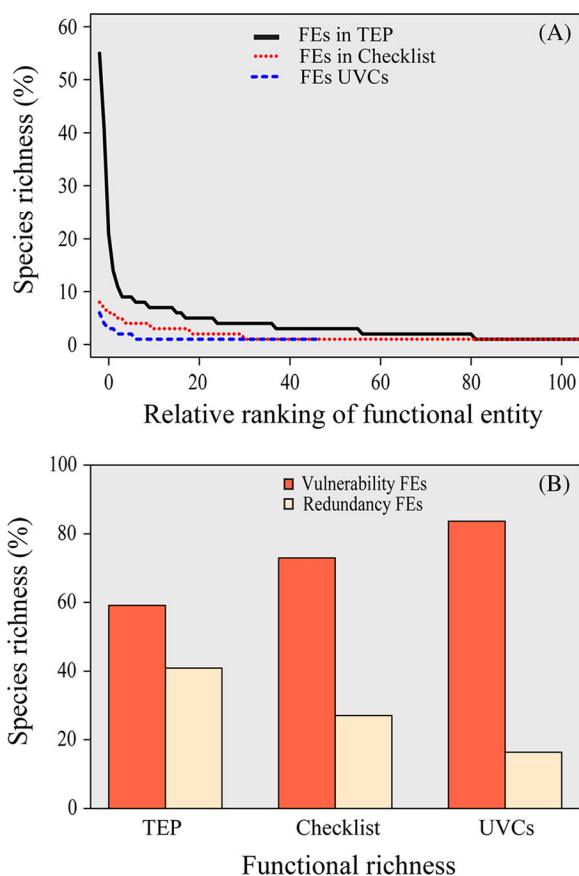 (A)
FEs in TEP
FEs in Checklist
FEs UVCs
Species richness (%)
60
50
40
30
20
10
0
0 20 40 60 80 100
Relative ranking of functional entity
(B)
Vulnerability FEs
Redundancy FEs
Species richness (%)
100
80
60
40
20
0
TEP Checklist UVCs
Functional richness